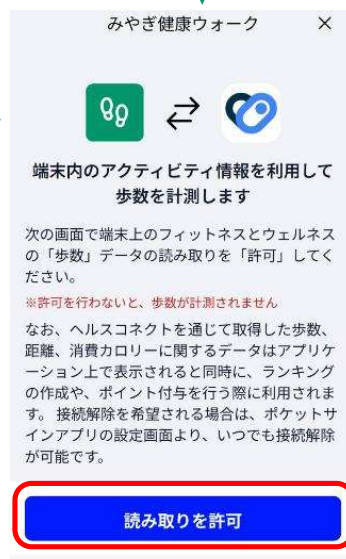 みやぎ健康ウォーク ×
端末内のアクティビティ情報を利用して
歩数を計測します
次の画面で端末上のフィットネスとウェルネス
の「歩数」データの読み取りを「許可」してく
ださい。
※許可を行わないと、歩数が計測されません
なお、ヘルスコネクトを通じて取得した歩数、
距離、消費カロリーに関するデータはアプリケ
ーション上で表示されると同時に、ランキング
の作成や、ポイント付与を行う際に利用されま
す。 接続解除を希望される場合は、ポケットサ
インアプリの設定画面より、いつでも接続解除
が可能です。
読み取りを許可